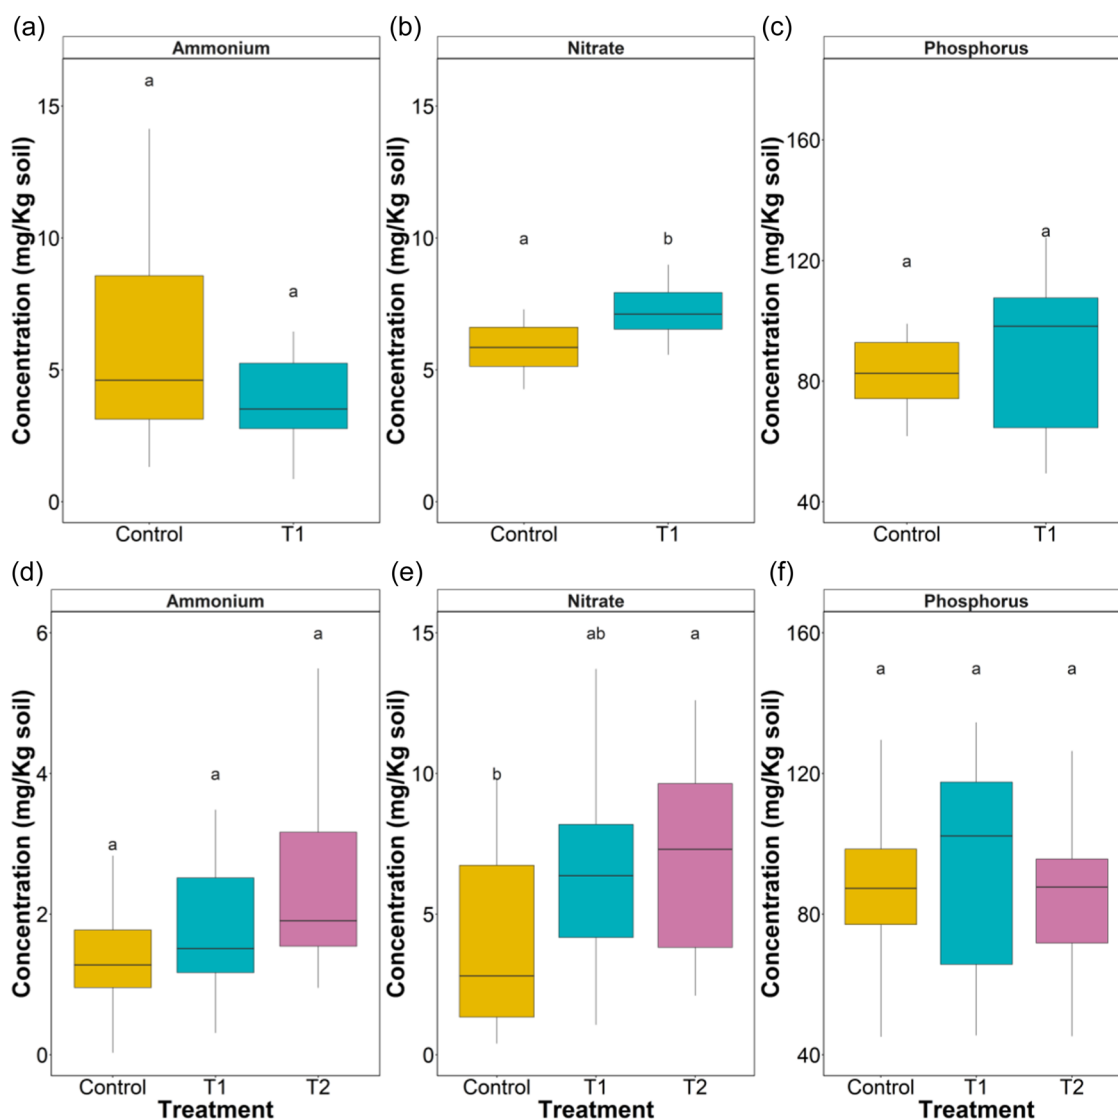 (a)
Ammonium
Concentration (mg/Kg soil)
15
10
5
0
a
a
Control
T1
(b)
Nitrate
Concentration (mg/Kg soil)
15
10
5
0
a
b
Control
T1
(c)
Phosphorus
Concentration (mg/Kg soil)
160
120
80
40
a
a
Control
T1
(d)
Ammonium
Concentration (mg/Kg soil)
6
4
2
0
a
a
a
Control
T1
T2
Treatment
(e)
Nitrate
Concentration (mg/Kg soil)
15
10
5
0
b
ab
a
Control
T1
T2
Treatment
(f)
Phosphorus
Concentration (mg/Kg soil)
160
120
80
40
a
a
a
Control
T1
T2
Treatment